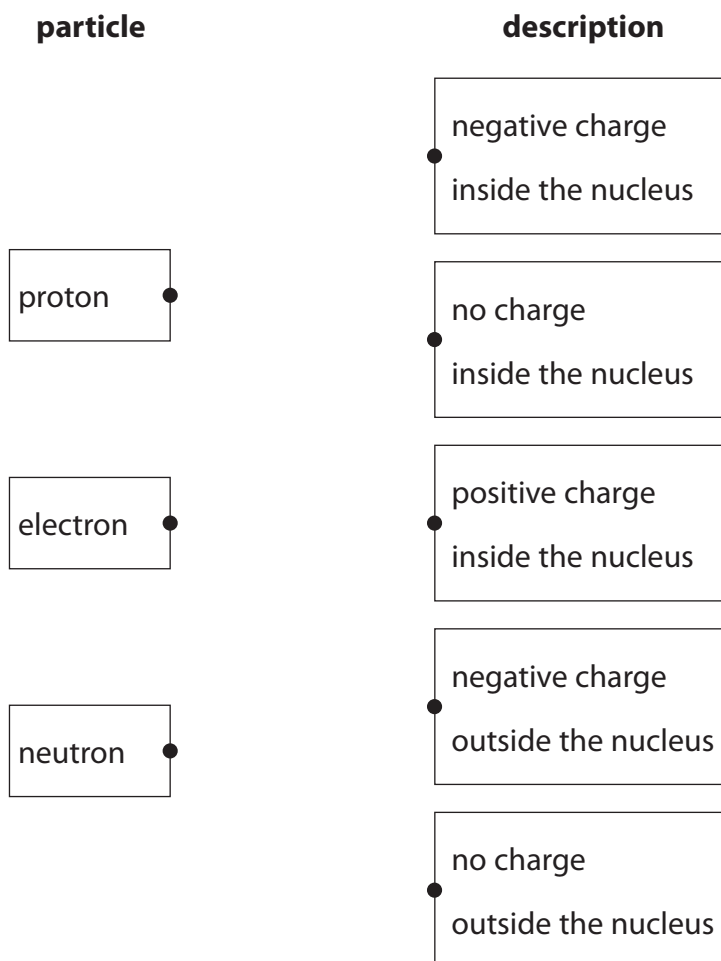 particle
description
negative charge
inside the nucleus
proton
no charge
inside the nucleus
electron
positive charge
inside the nucleus
neutron
negative charge
outside the nucleus
no charge
outside the nucleus